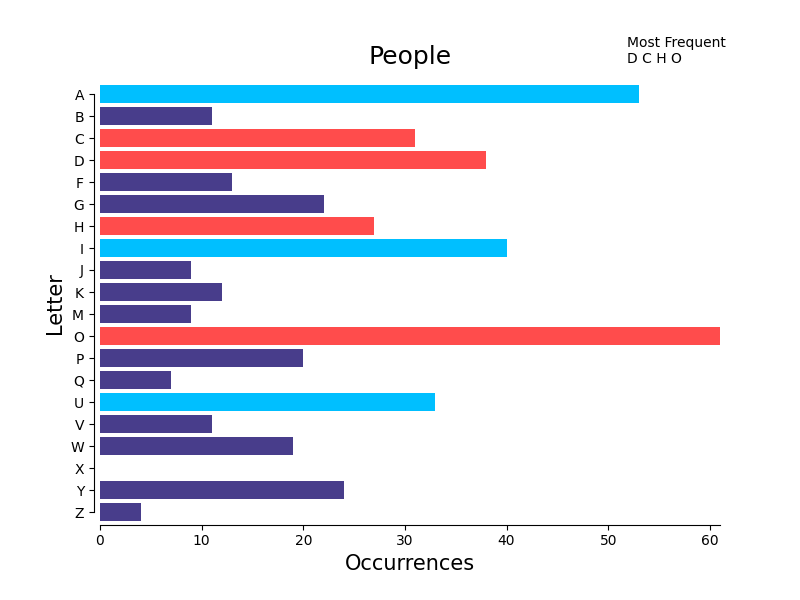 Most Frequent
D C H O
People
A
B
C
D
F
G
H
I
J
K
M
O
P
Q
U
V
W
X
Y
Z
Letter
0 10 20 30 40 50 60
Occurrences